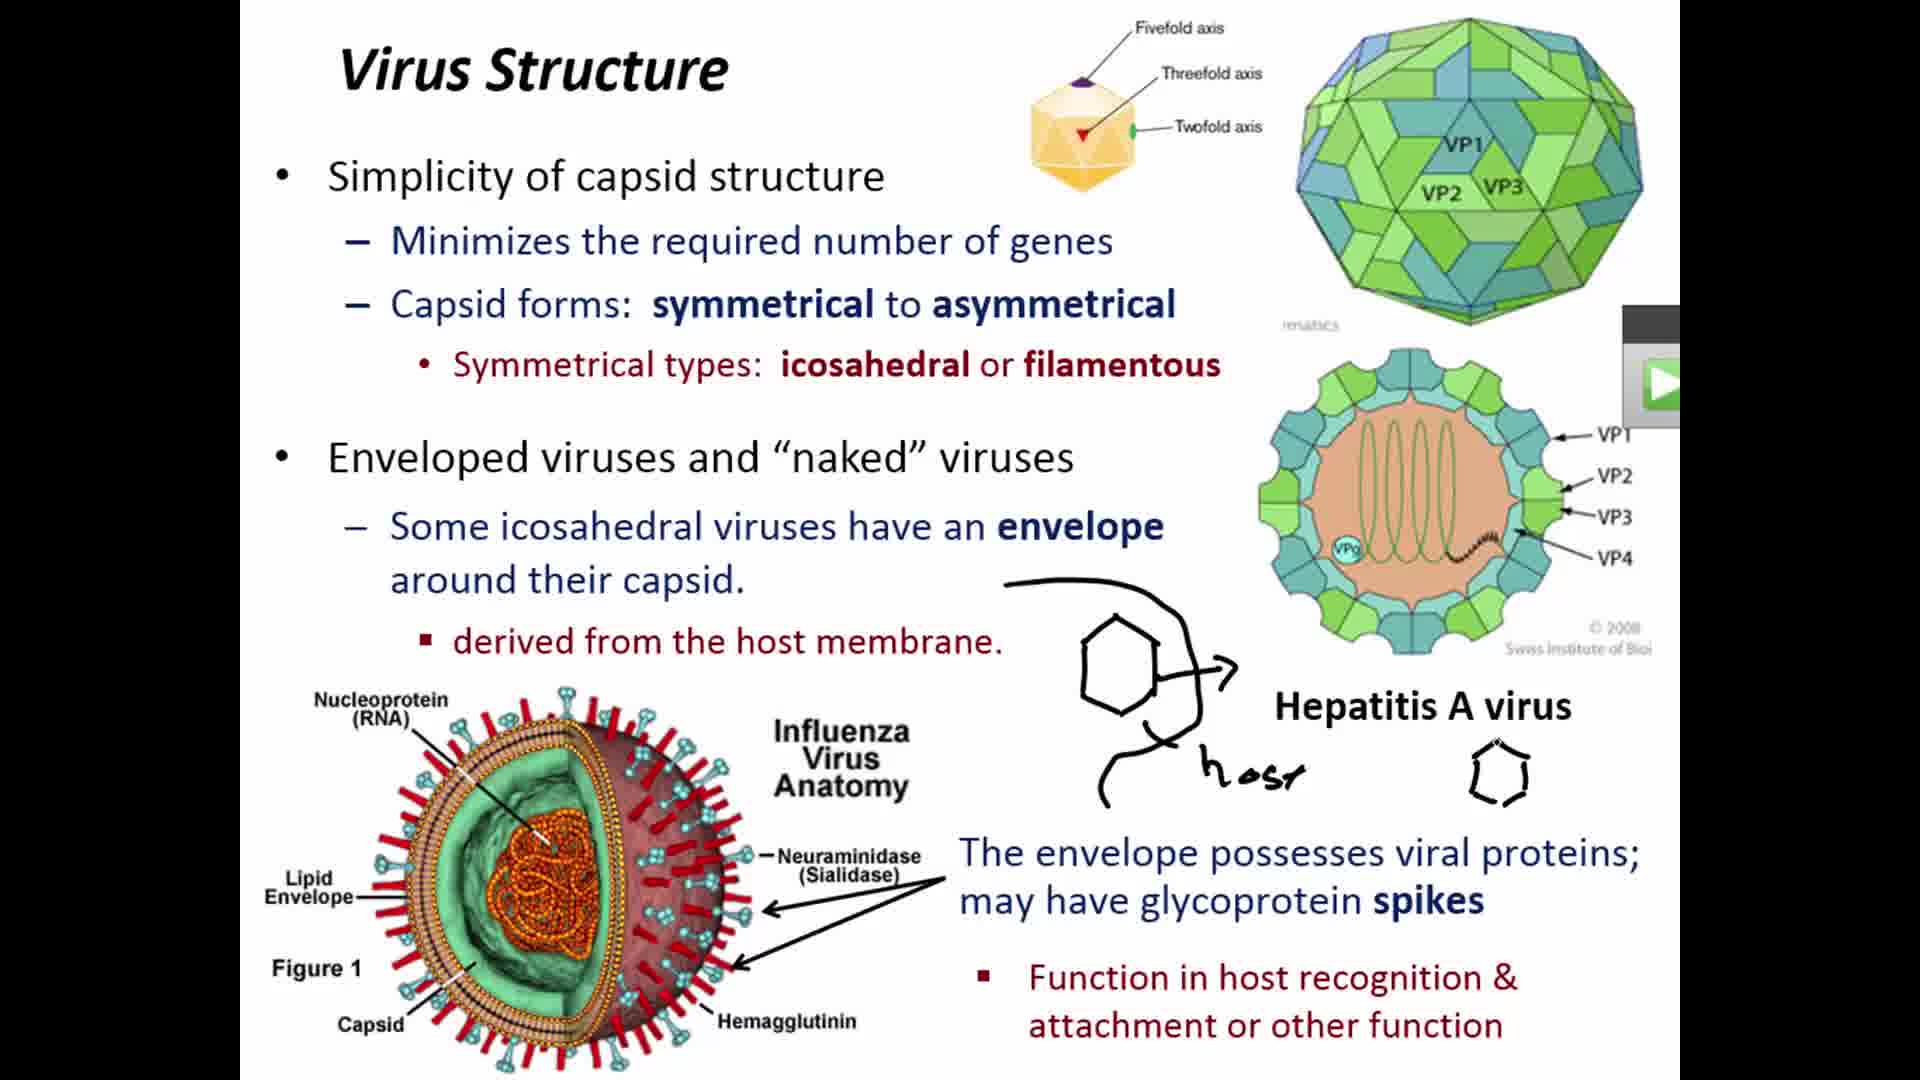 Virus Structure
Fivefold axis
Threefold axis
Twofold axis
VP1
VP2 VP3
• Simplicity of capsid structure
– Minimizes the required number of genes
– Capsid forms: symmetrical to asymmetrical
• Symmetrical types: icosahedral or filamentous
• Enveloped viruses and “naked” viruses
– Some icosahedral viruses have an envelope
around their capsid.
▪ derived from the host membrane.
VP1
VP2
VP3
VP4
VPg
© 2008
Swiss Institute of Bioi
Hepatitis A virus
host
Nucleoprotein
(RNA)
Influenza
Virus
Anatomy
Neuraminidase
(Sialidase)
Lipid
Envelope
Figure 1
Capsid
Hemagglutinin
The envelope possesses viral proteins;
may have glycoprotein spikes
▪ Function in host recognition &
attachment or other function